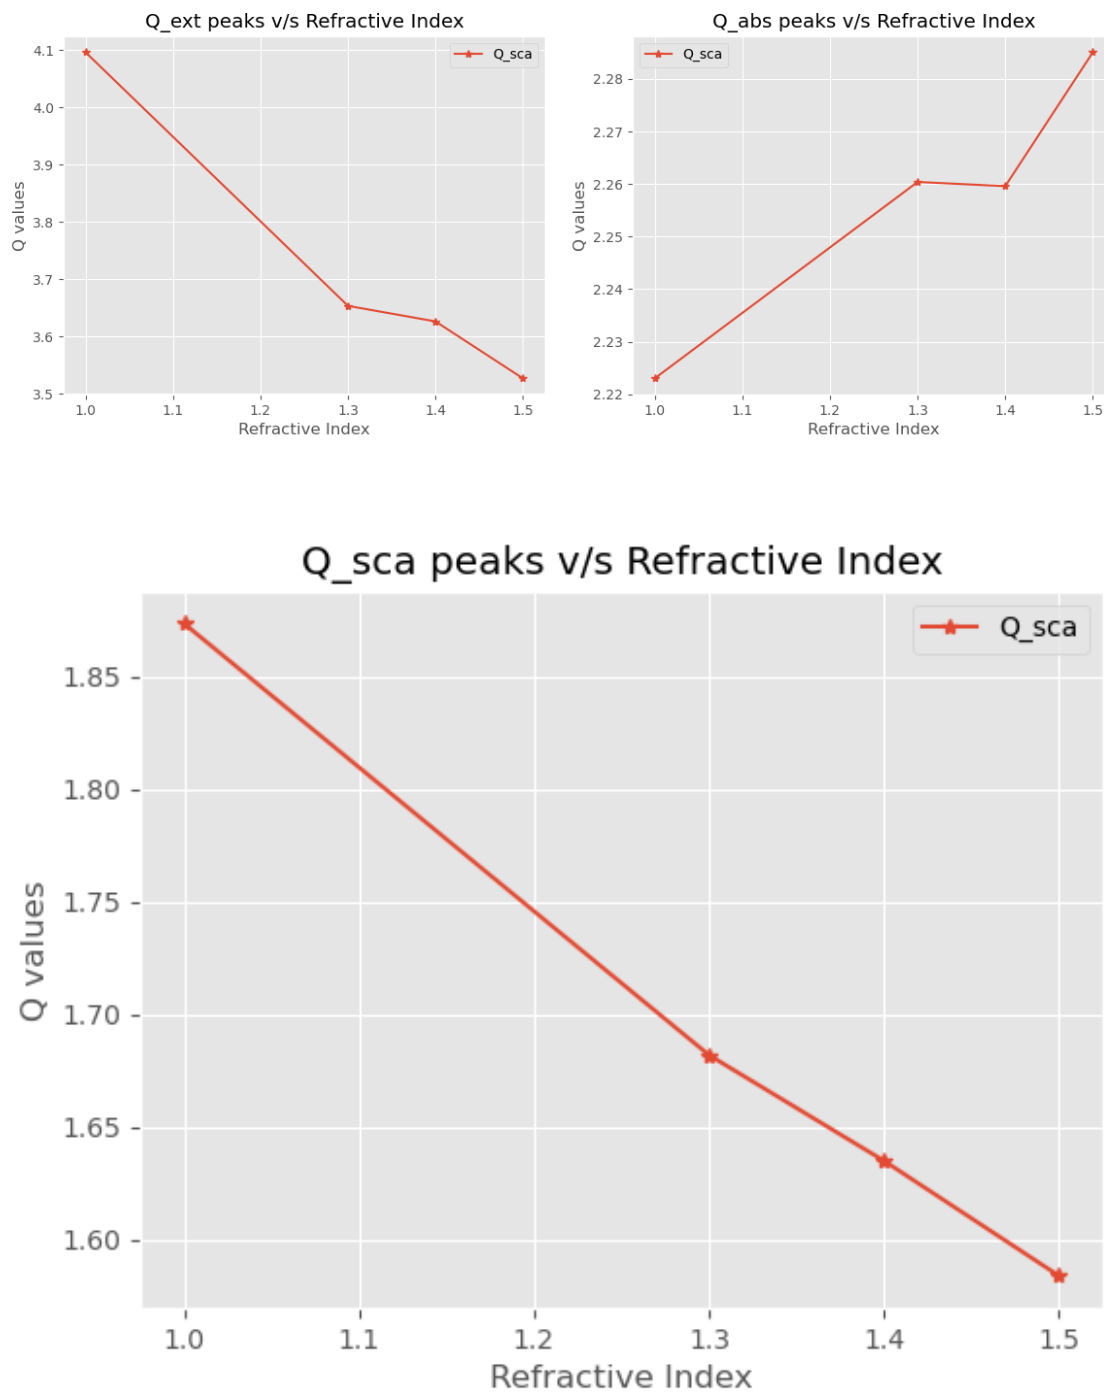 Q_ext peaks v/s Refractive Index
Q_sca
4.1
4.0
3.9
3.8
3.7
3.6
3.5
Q values
1.0 1.1 1.2 1.3 1.4 1.5
Refractive Index
Q_abs peaks v/s Refractive Index
Q_sca
2.28
2.27
2.26
2.25
2.24
2.23
2.22
Q values
1.0 1.1 1.2 1.3 1.4 1.5
Refractive Index
Q_sca peaks v/s Refractive Index
Q_sca
1.85
1.80
1.75
1.70
1.65
1.60
Q values
1.0 1.1 1.2 1.3 1.4 1.5
Refractive Index